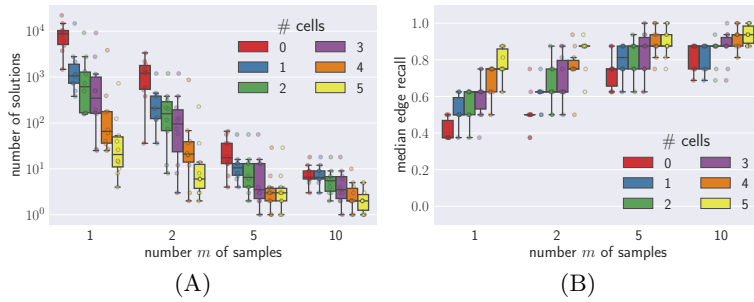 10⁴
10³
10²
10¹
10⁰
number of solutions
# cells
0 3
1 4
2 5
1 2 5 10
number m of samples
(A)
1.0
0.8
0.6
0.4
0.2
0.0
median edge recall
# cells
0 3
1 4
2 5
1 2 5 10
number m of samples
(B)